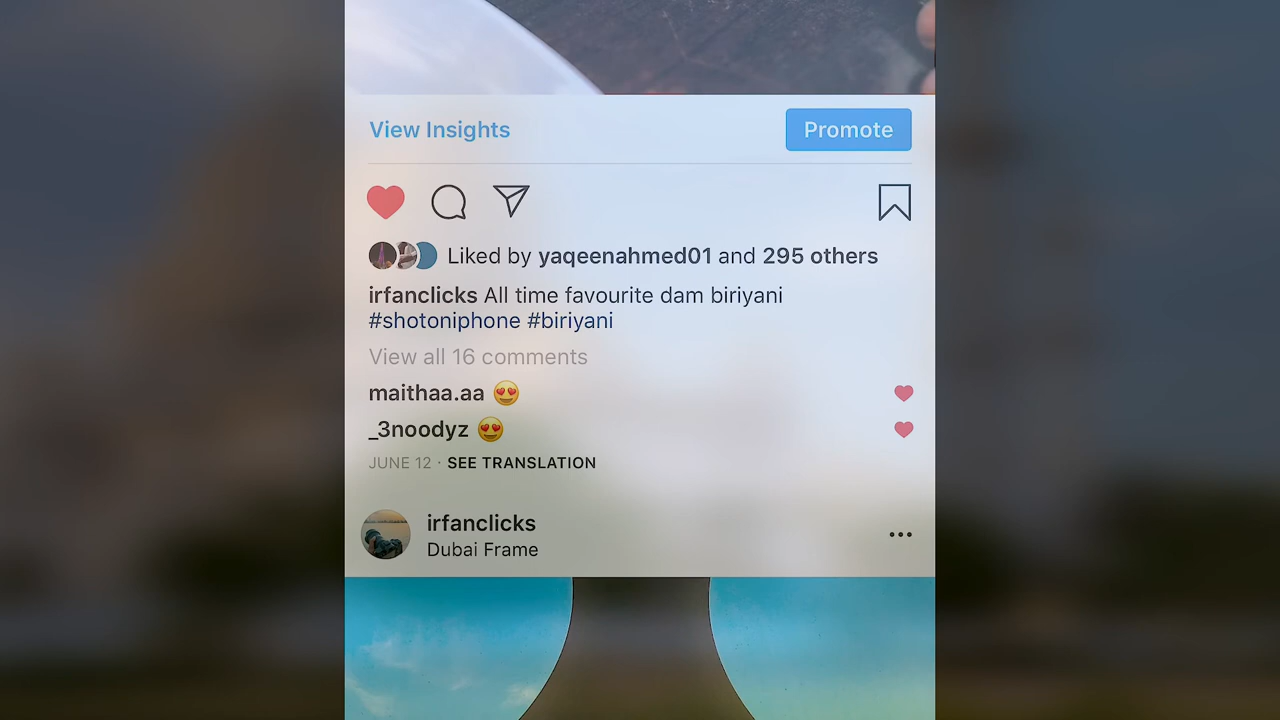 View Insights
Promote
Liked by yaqeenahmed01 and 295 others
irfanclicks All time favourite dam biriyani
#shotoniphone #biriyani
View all 16 comments
maithaa.aa 😍
_3noodyz 😍
JUNE 12 · SEE TRANSLATION
irfanclicks
Dubai Frame